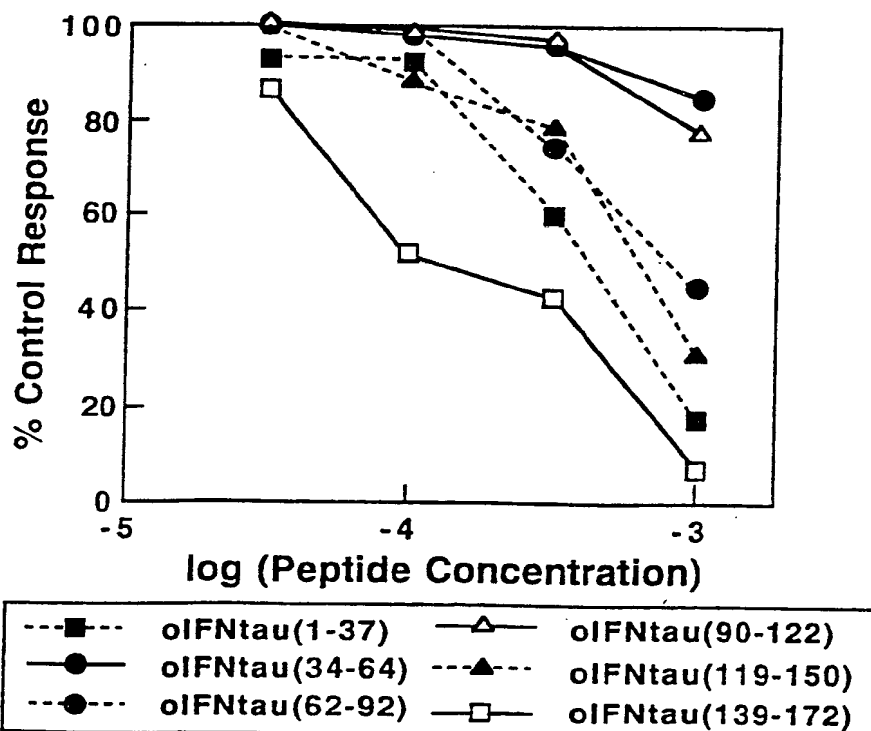 100
80
60
40
20
0
% Control Response
-5 -4 -3
log (Peptide Concentration)
oIFNtau(1-37)
oIFNtau(34-64)
oIFNtau(62-92)
oIFNtau(90-122)
oIFNtau(119-150)
oIFNtau(139-172)